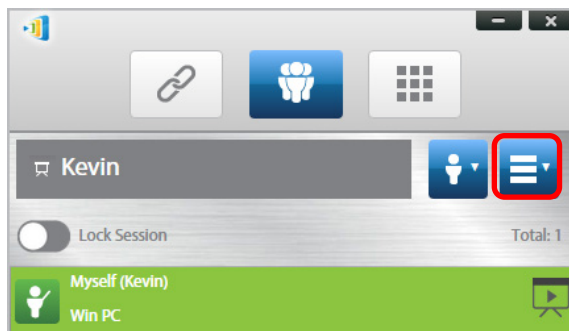 Kevin
Lock Session
Total: 1
Myself (Kevin)
Win PC